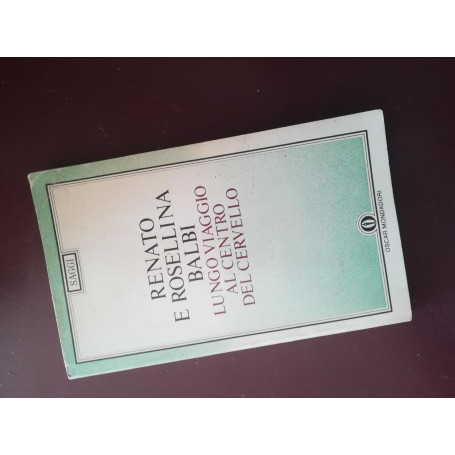 SAGGI
RENATO
E ROSELLINA
BALBI
LUNGO VIAGGIO
AL CENTRO
DEL CERVELLO
OSCAR MONDADORI